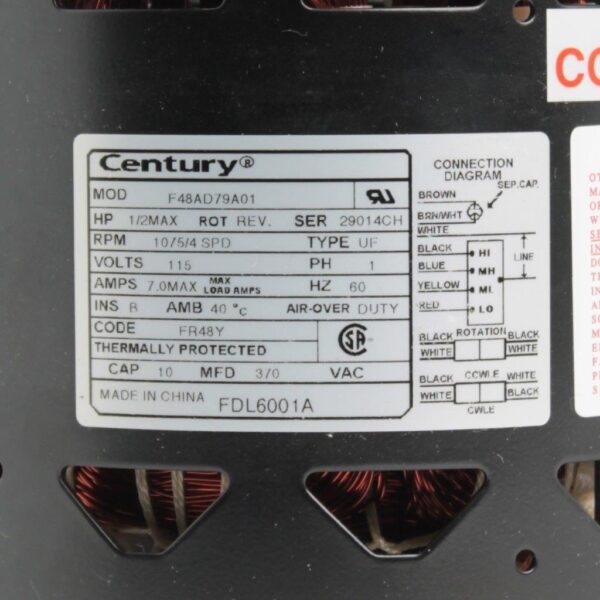 Century®
MOD F48AD79A01
HP 1/2MAX ROT REV. SER 29014CH
RPM 1075/4 SPD TYPE UF
VOLTS 115 PH 1
AMPS 7.0MAX MAX LOAD AMPS HZ 60
INS B AMB 40 °C AIR-OVER DUTY
CODE FR48Y
THERMALLY PROTECTED
CAP 10 MFD 370 VAC
MADE IN CHINA FDL6001A
CONNECTION
DIAGRAM
SEP.CAP.
BROWN
BRN/WHT
WHITE
BLACK HI
BLUE MH
YELLOW ML
RED LO
LINE
ROTATION
BLACK BLACK
WHITE WHITE
CCWLE
BLACK WHITE
WHITE BLACK
CWLE